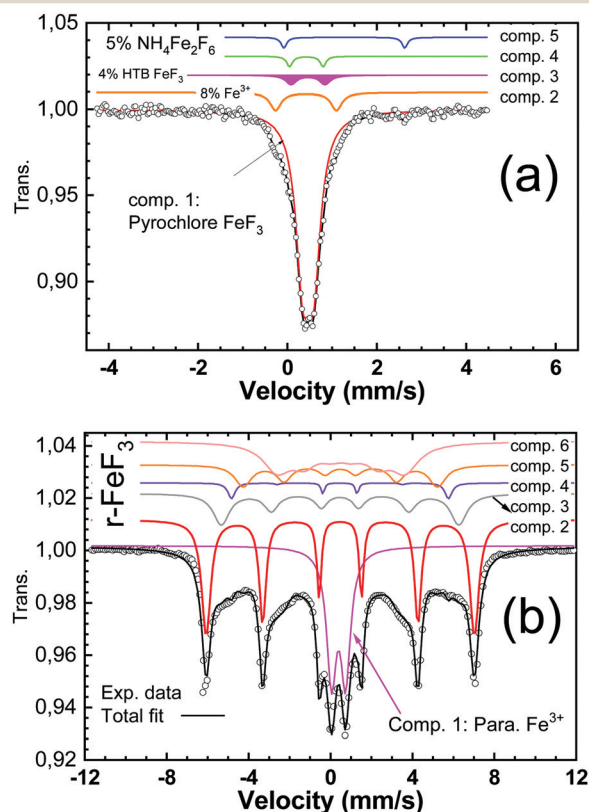 1,05
5% NH₄Fe₂F₆
comp. 5
comp. 4
4% HTB FeF₃
comp. 3
8% Fe³⁺
comp. 2
1,00
Trans.
(a)
0,95
comp. 1:
Pyrochlore FeF₃
0,90
-4 -2 0 2 4 6
Velocity (mm/s)
1,04
r-FeF₃
comp. 6
comp. 5
comp. 4
1,02
comp. 3
comp. 2
1,00
Trans.
0,98
(b)
0,96
Exp. data
0,94
Total fit
Comp. 1: Para. Fe³⁺
0,92
-12 -8 -4 0 4 8 12
Velocity (mm/s)